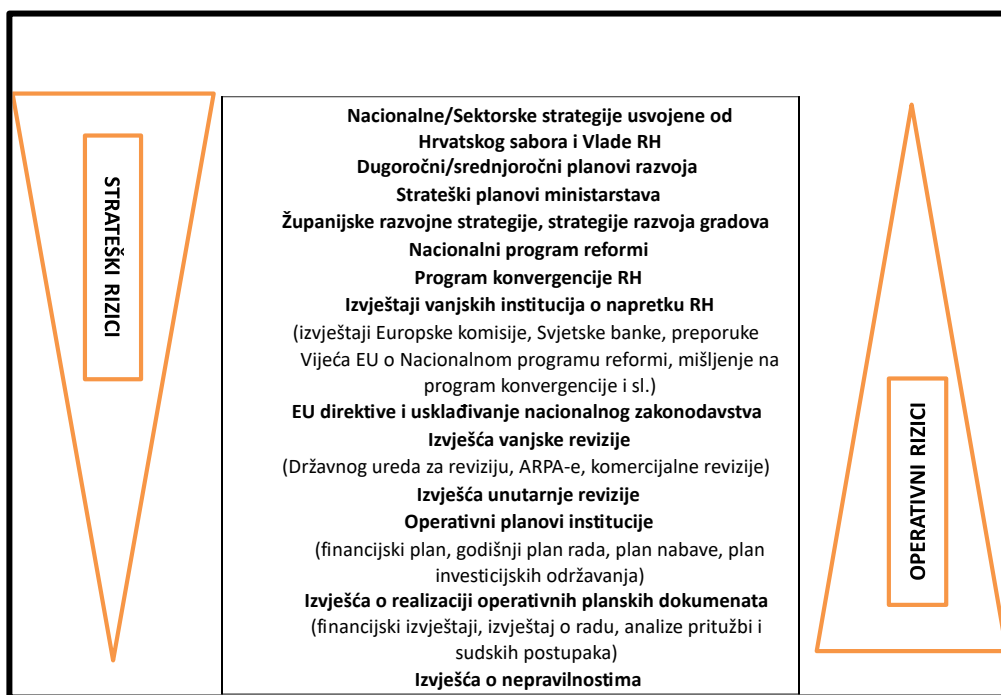 STRATEŠKI RIZICI
Nacionalne/Sektorske strategije usvojene od
Hrvatskog sabora i Vlade RH
Dugoročni/srednjoročni planovi razvoja
Strateški planovi ministarstava
Županijske razvojne strategije, strategije razvoja gradova
Nacionalni program reformi
Program konvergencije RH
Izvještaji vanjskih institucija o napretku RH
(izvještaji Europske komisije, Svjetske banke, preporuke
Vijeća EU o Nacionalnom programu reformi, mišljenje na
program konvergencije i sl.)
EU direktive i usklađivanje nacionalnog zakonodavstva
Izvješća vanjske revizije
(Državnog ureda za reviziju, ARPA-e, komercijalne revizije)
Izvješća unutarnje revizije
Operativni planovi institucije
(financijski plan, godišnji plan rada, plan nabave, plan
investicijskih održavanja)
Izvješća o realizaciji operativnih planskih dokumenata
(financijski izvještaji, izvještaj o radu, analize pritužbi i
sudskih postupaka)
Izvješća o nepravilnostima
OPERATIVNI RIZICI